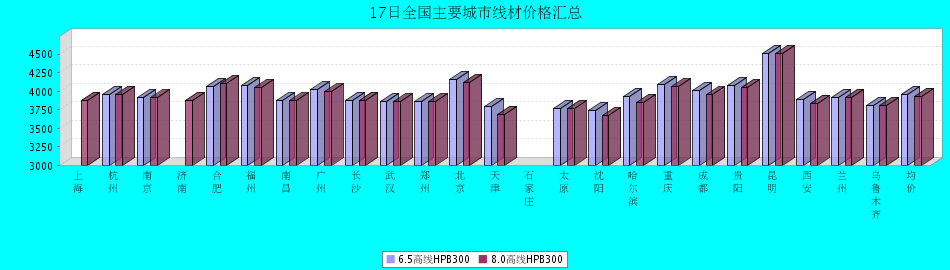 17日全国主要城市线材价格汇总
4500
4250
4000
3750
3500
3250
3000
上海
杭州
南京
济南
合肥
福州
南昌
广州
长沙
武汉
郑州
北京
天津
石家庄
太原
沈阳
哈尔滨
重庆
成都
贵阳
昆明
西安
兰州
乌鲁木齐
均价
6.5高线HPB300
8.0高线HPB300